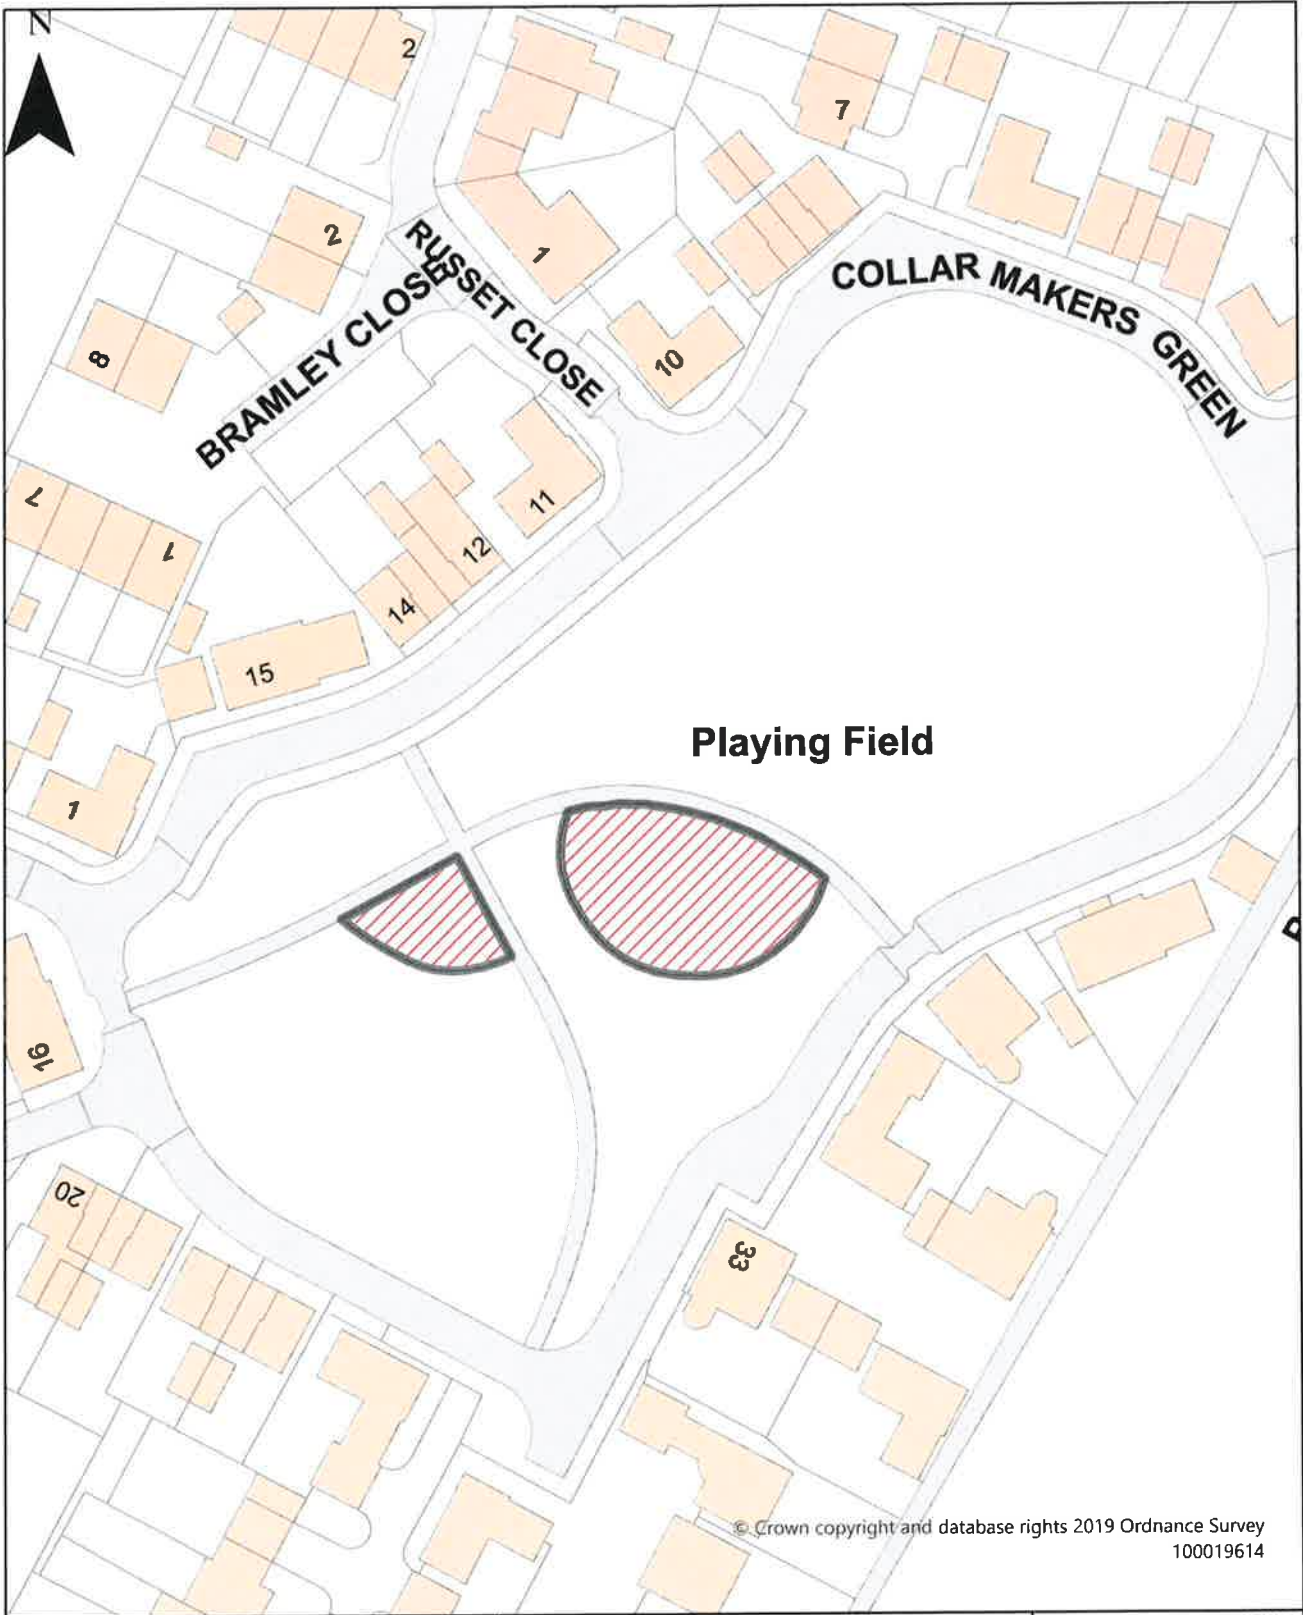 N
2
7
2
1
RUSSET CLOSE
BRAMLEY CLOSE
COLLAR MAKERS GREEN
8
10
7
1
11
12
14
15
Playing Field
1
16
20
33
© Crown copyright and database rights 2019 Ordnance Survey
100019614